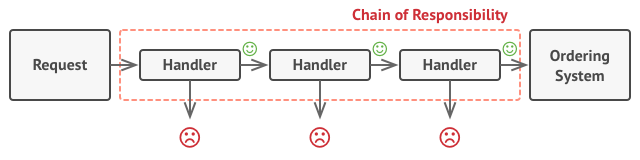 Chain of Responsibility
Request
Handler
Handler
Handler
Ordering
System